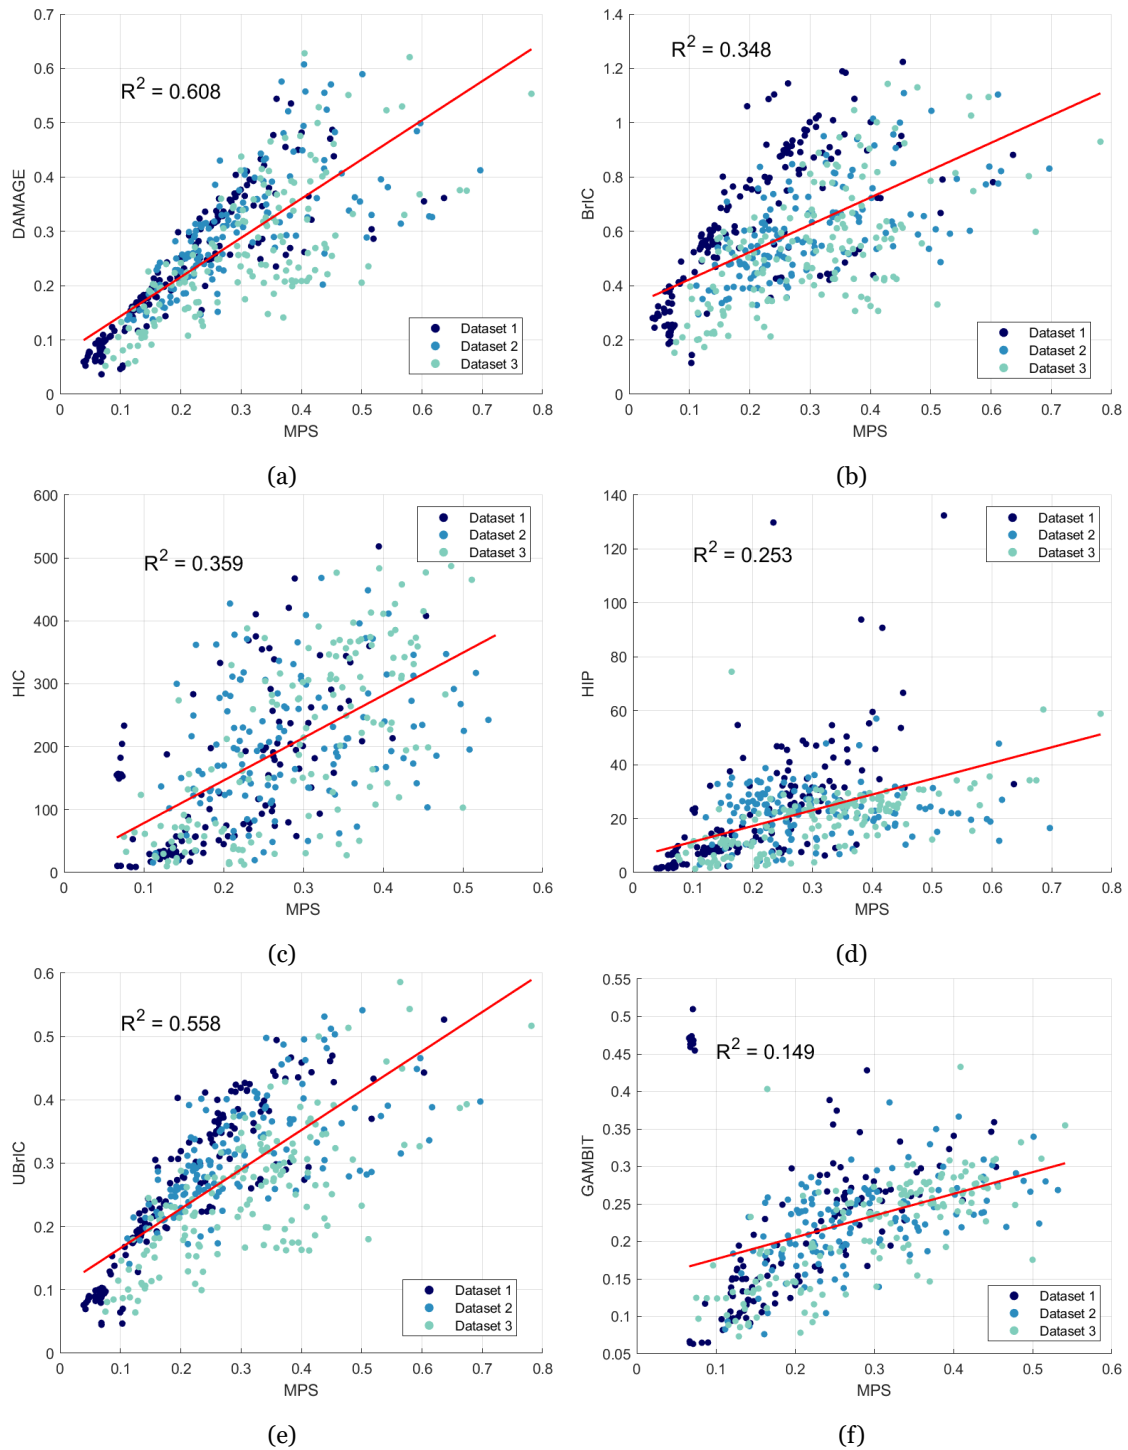 0.7
0.6
0.5
0.4
0.3
0.2
0.1
0
DAMAGE
R² = 0.608
Dataset 1
Dataset 2
Dataset 3
0 0.1 0.2 0.3 0.4 0.5 0.6 0.7 0.8
MPS
(a)
1.4
1.2
1
0.8
0.6
0.4
0.2
0
BrIC
R² = 0.348
Dataset 1
Dataset 2
Dataset 3
0 0.1 0.2 0.3 0.4 0.5 0.6 0.7 0.8
MPS
(b)
600
500
400
300
200
100
0
HIC
R² = 0.359
Dataset 1
Dataset 2
Dataset 3
0 0.1 0.2 0.3 0.4 0.5 0.6
MPS
(c)
140
120
100
80
60
40
20
0
HIP
R² = 0.253
Dataset 1
Dataset 2
Dataset 3
0 0.1 0.2 0.3 0.4 0.5 0.6 0.7 0.8
MPS
(d)
0.6
0.5
0.4
0.3
0.2
0.1
0
UBrIC
R² = 0.558
Dataset 1
Dataset 2
Dataset 3
0 0.1 0.2 0.3 0.4 0.5 0.6 0.7 0.8
MPS
(e)
0.55
0.5
0.45
0.4
0.35
0.3
0.25
0.2
0.15
0.1
0.05
GAMBIT
R² = 0.149
Dataset 1
Dataset 2
Dataset 3
0 0.1 0.2 0.3 0.4 0.5 0.6
MPS
(f)